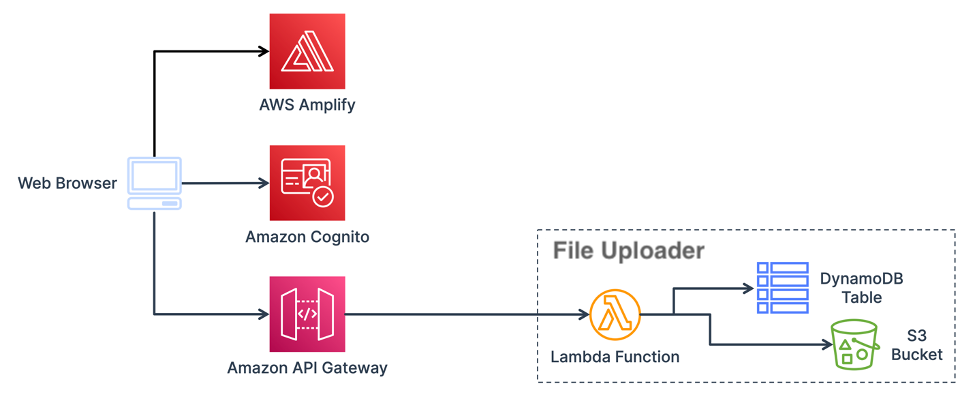 AWS Amplify
Web Browser
Amazon Cognito
File Uploader
DynamoDB
Table
Lambda Function
S3
Bucket
Amazon API Gateway